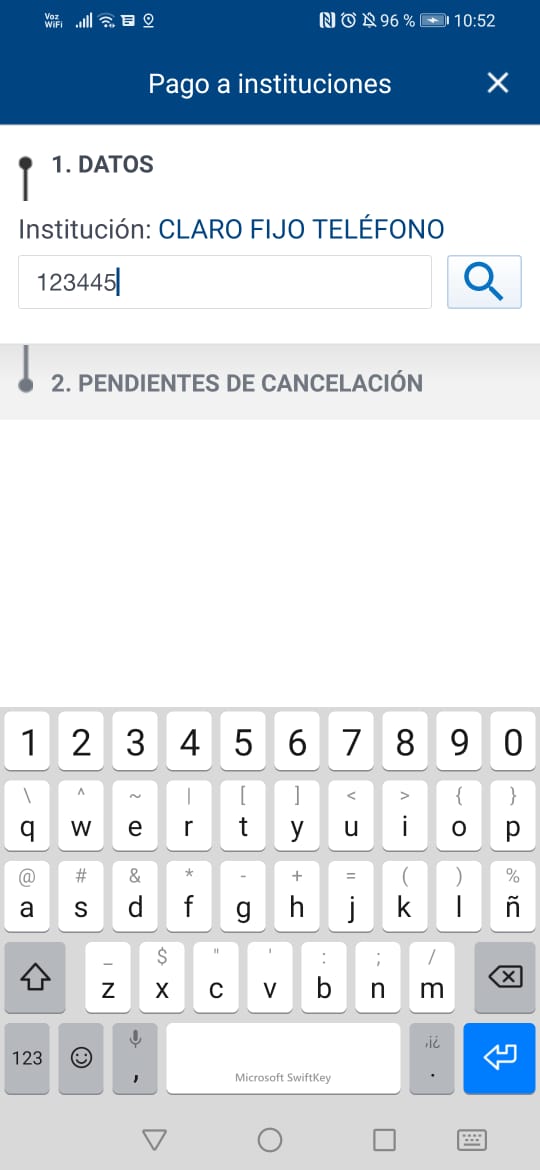 Voz
WiFi
96 % 10:52
Pago a instituciones
1. DATOS
Institución: CLARO FIJO TELÉFONO
123445
2. PENDIENTES DE CANCELACIÓN
1 2 3 4 5 6 7 8 9 0
\ ^ ~ | [ ] < > { }
q w e r t y u i o p
@ # & * - + = ( ) %
a s d f g h j k l ñ
_ $ " ' : ; /
z x c v b n m
,¡¿
123 , .
Microsoft SwiftKey